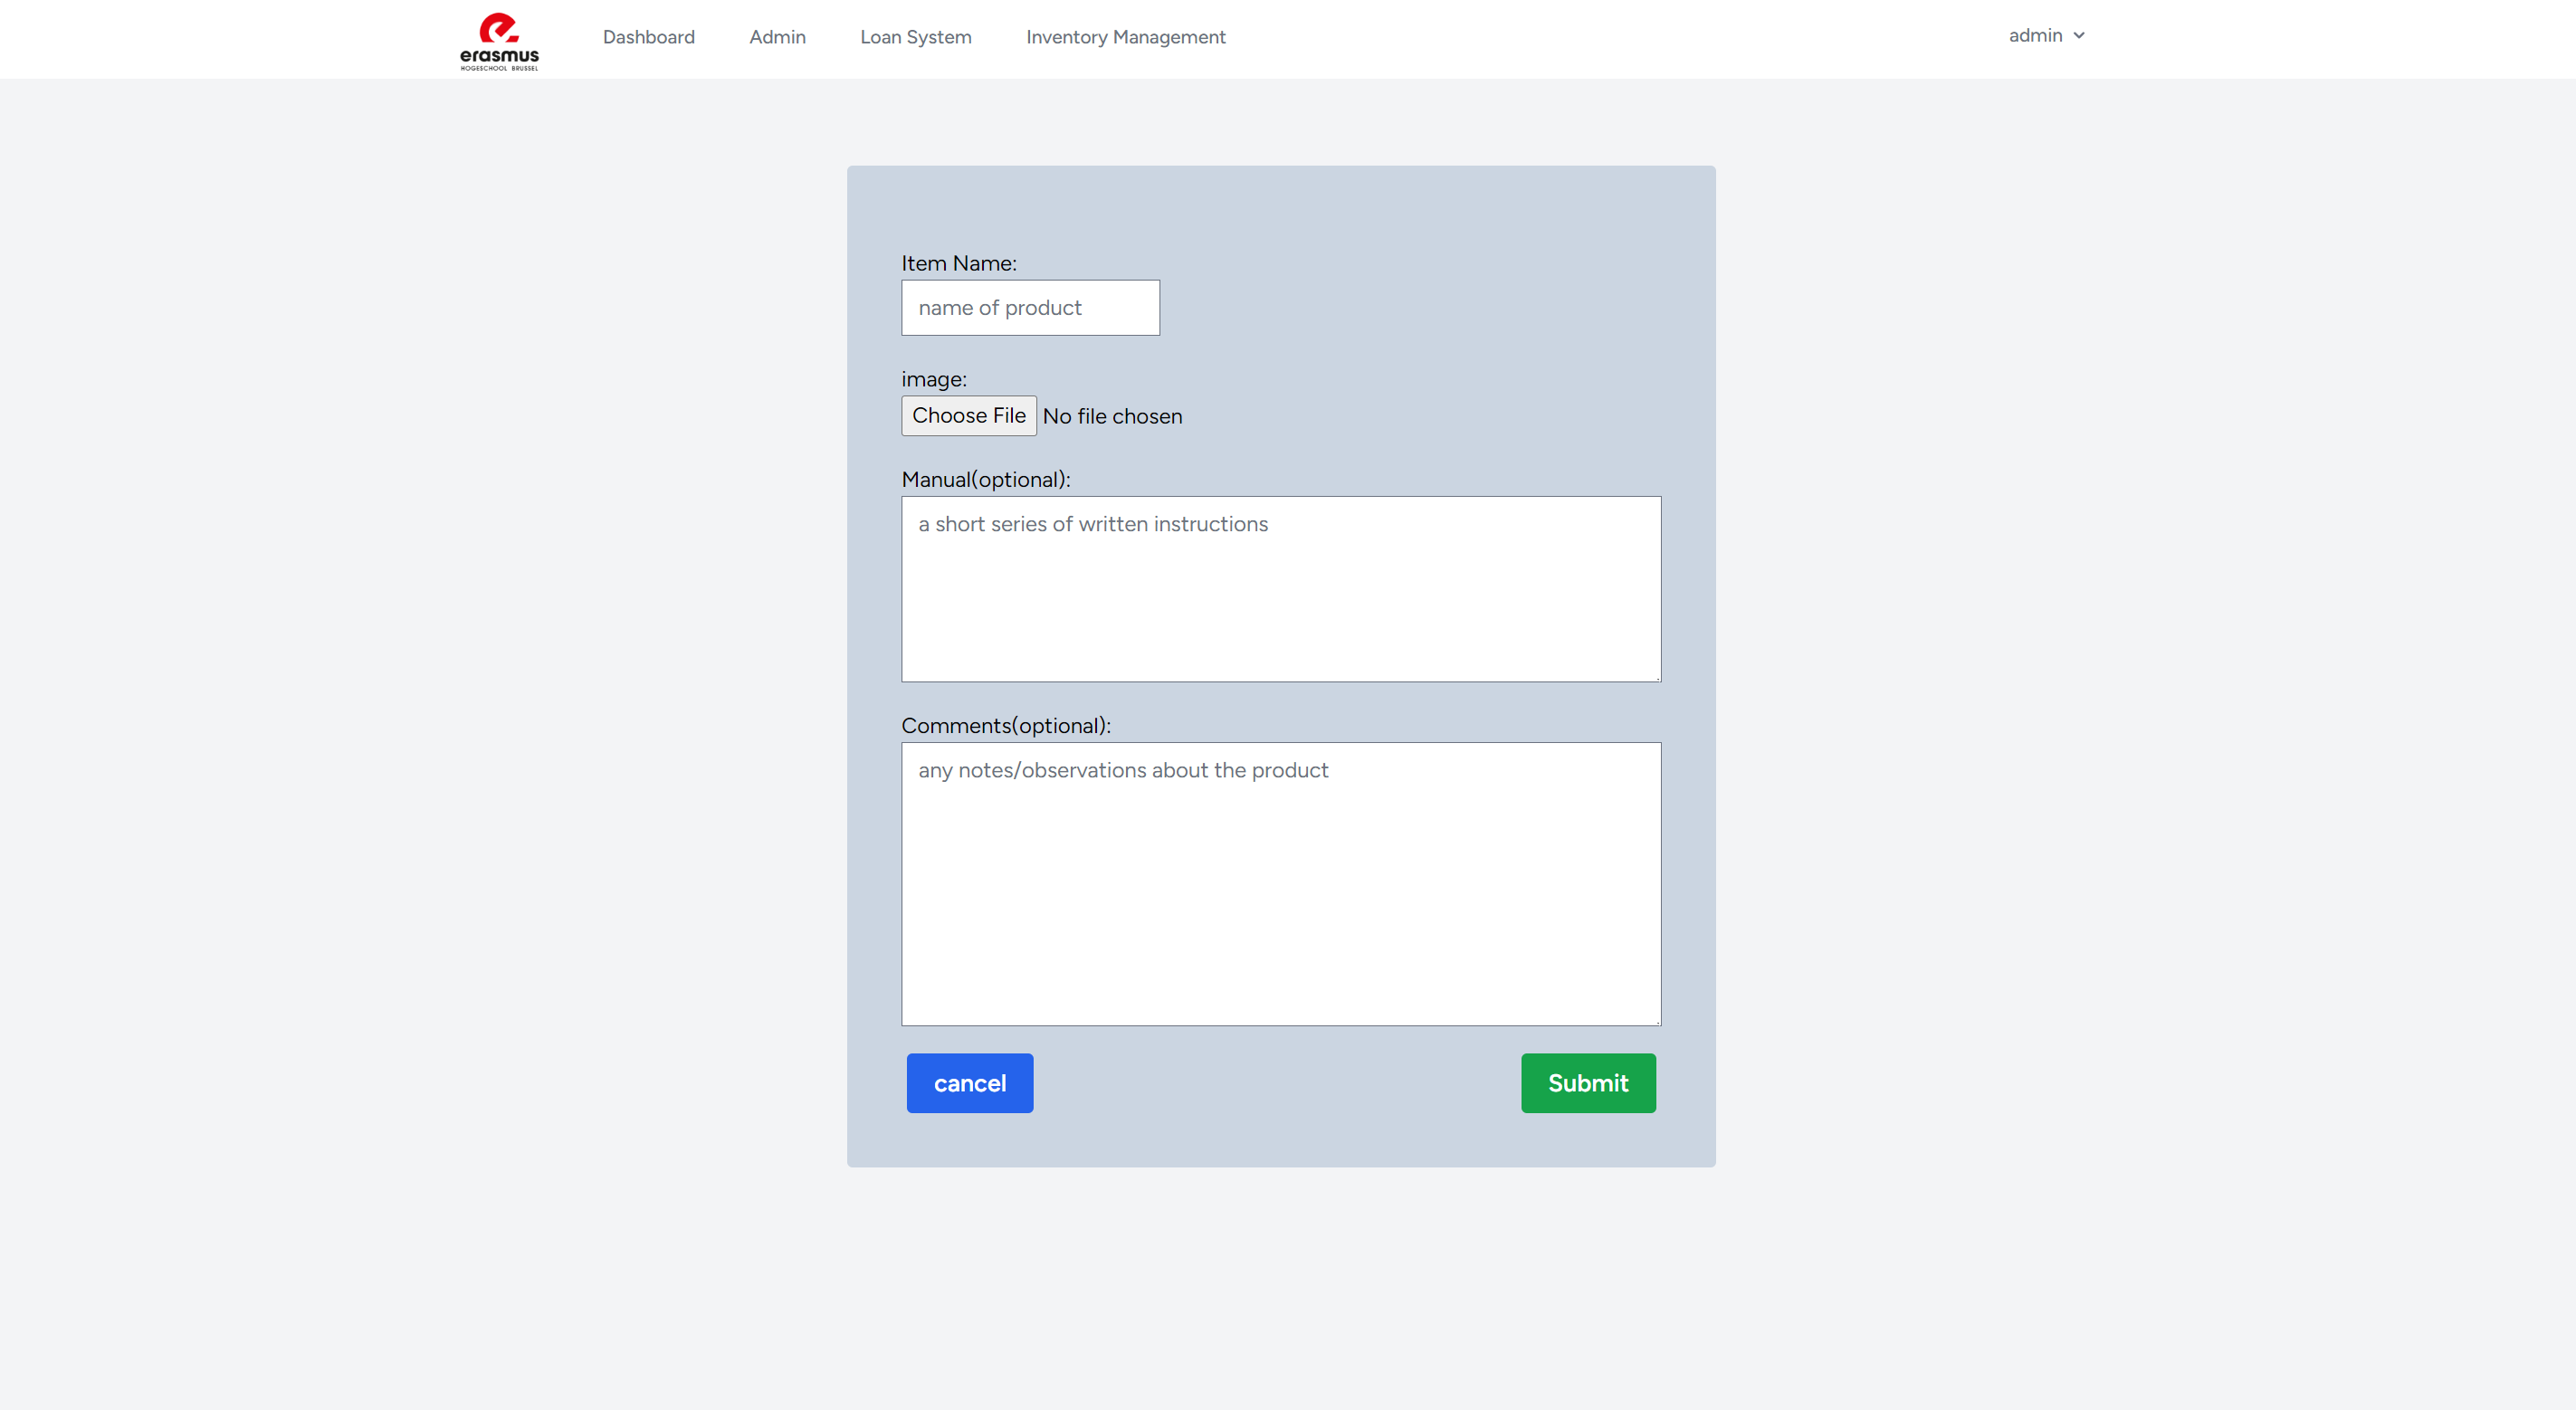 erasmus
HOGESCHOOL BRUSSEL
Dashboard
Admin
Loan System
Inventory Management
admin
Item Name:
name of product
image:
Choose File No file chosen
Manual(optional):
a short series of written instructions
Comments(optional):
any notes/observations about the product
cancel
Submit